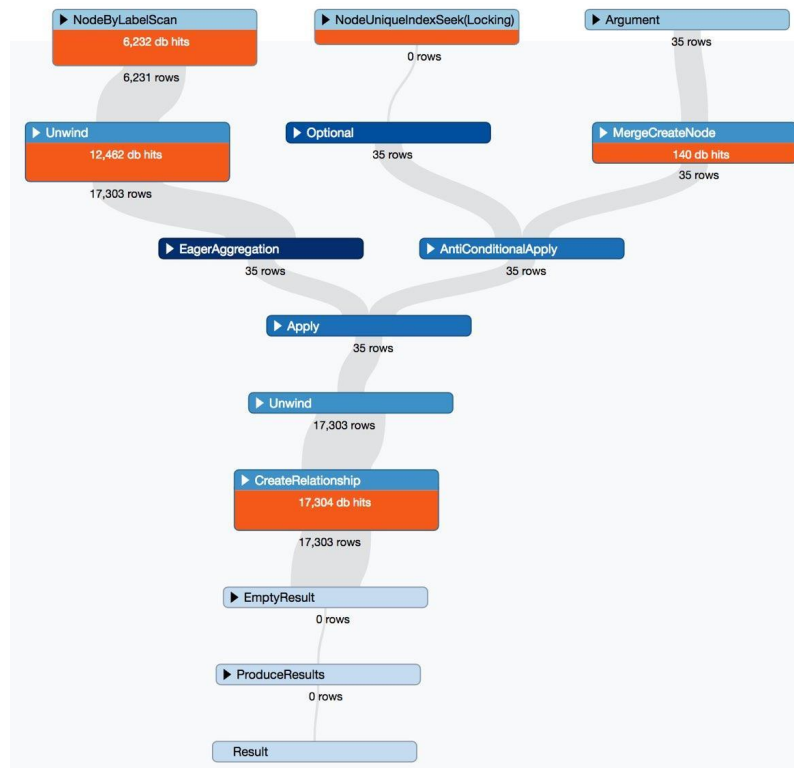 NodeByLabelScan
6,232 db hits
6,231 rows
NodeUniqueIndexSeek(Locking)
0 rows
Argument
35 rows
Unwind
12,462 db hits
17,303 rows
Optional
35 rows
MergeCreateNode
140 db hits
35 rows
EagerAggregation
35 rows
AntiConditionalApply
35 rows
Apply
35 rows
Unwind
17,303 rows
CreateRelationship
17,304 db hits
17,303 rows
EmptyResult
0 rows
ProduceResults
0 rows
Result